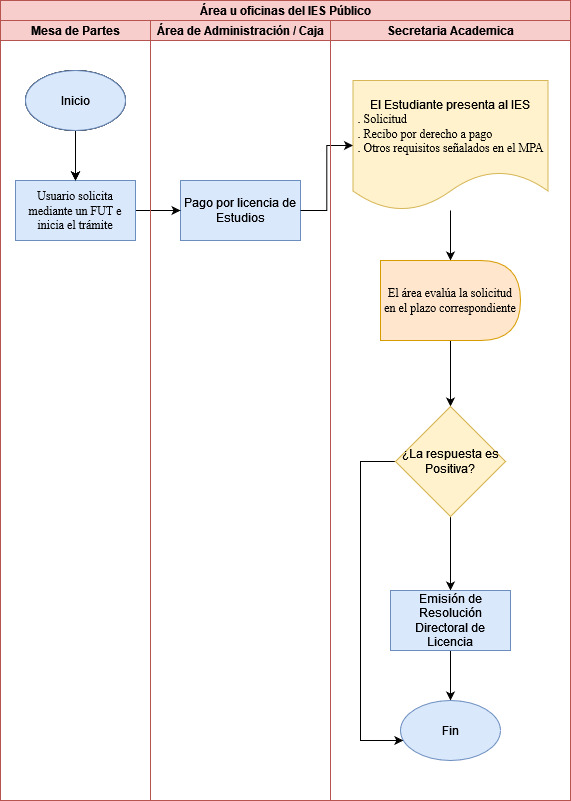 Área u oficinas del IES Público
Mesa de Partes
Área de Administración / Caja
Secretaria Academica
Inicio
Usuario solicita
mediante un FUT e
inicia el trámite
Pago por licencia de
Estudios
El Estudiante presenta al IES
. Solicitud
. Recibo por derecho a pago
. Otros requisitos señalados en el MPA
El área evalúa la solicitud
en el plazo correspondiente
¿La respuesta es
Positiva?
Emisión de
Resolución
Directoral de
Licencia
Fin